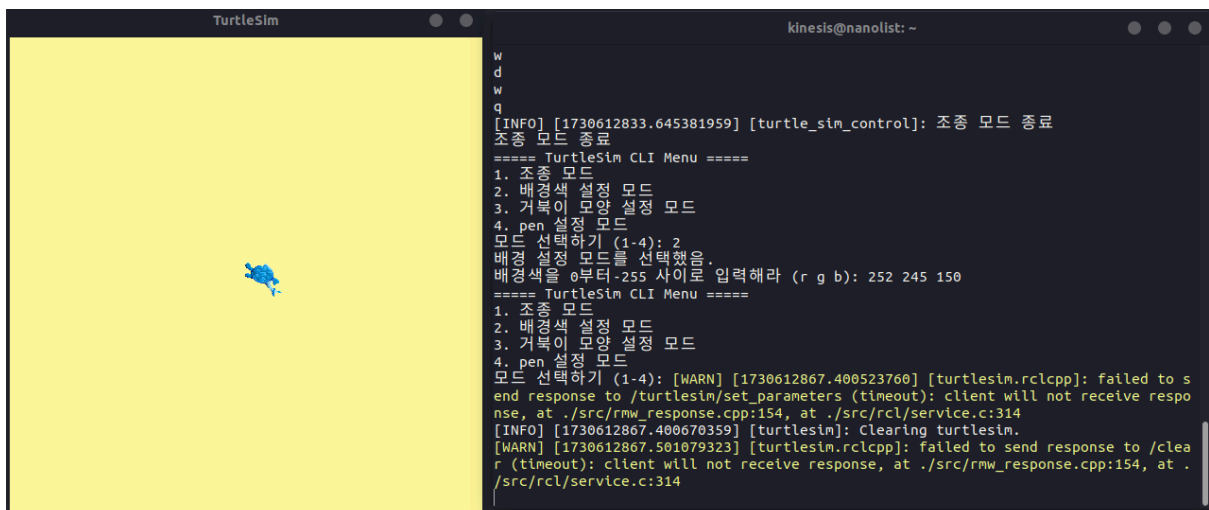 TurtleSim
kinesis@nanolist: ~
w
d
w
q
[INFO] [1730612833.645381959] [turtle_sim_control]: 조종 모드 종료
조종 모드 종료
===== TurtleSim CLI Menu =====
1. 조종 모드
2. 배경색 설정 모드
3. 거북이 모양 설정 모드
4. pen 설정 모드
모드 선택하기 (1-4): 2
배경 설정 모드를 선택했음.
배경색을 0부터-255 사이로 입력해라 (r g b): 252 245 150
===== TurtleSim CLI Menu =====
1. 조종 모드
2. 배경색 설정 모드
3. 거북이 모양 설정 모드
4. pen 설정 모드
모드 선택하기 (1-4): [WARN] [1730612867.400523760] [turtlesim.rclcpp]: failed to s
end response to /turtlesim/set_parameters (timeout): client will not receive respo
nse, at ./src/rmw_response.cpp:154, at ./src/rcl/service.c:314
[INFO] [1730612867.400670359] [turtlesim]: Clearing turtlesim.
[WARN] [1730612867.501079323] [turtlesim.rclcpp]: failed to send response to /clea
r (timeout): client will not receive response, at ./src/rmw_response.cpp:154, at .
/src/rcl/service.c:314